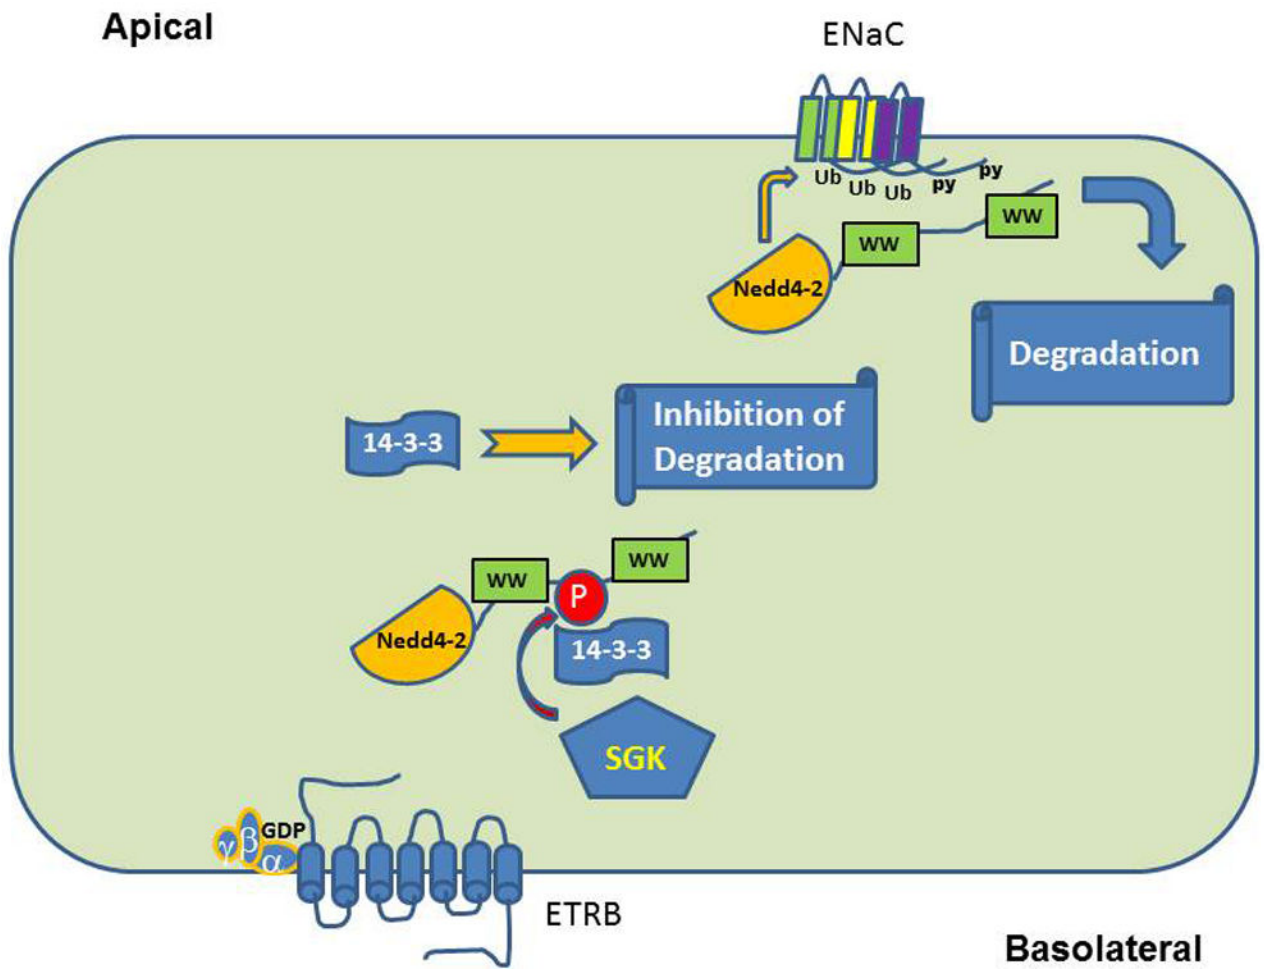 Apical
ENaC
Ub
Ub
Ub
py
py
WW
WW
Nedd4-2
Degradation
14-3-3
Inhibition of
Degradation
WW
WW
P
Nedd4-2
14-3-3
SGK
GDP
γ
β
α
ETRB
Basolateral